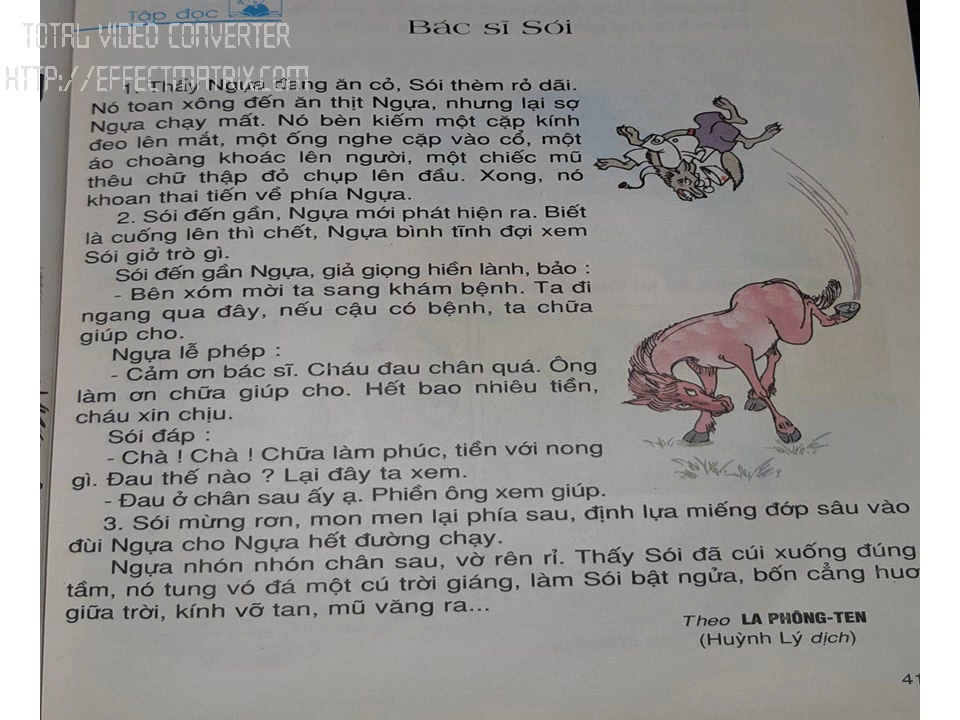 Tập đọc
TOTAL VIDEO CONVERTER
HTTP://EFFECTMATRIX.COM
Bác sĩ Sói
1. Thấy Ngựa đang ăn cỏ, Sói thèm rỏ dãi.
Nó toan xông đến ăn thịt Ngựa, nhưng lại sợ
Ngựa chạy mất. Nó bèn kiếm một cặp kính
đeo lên mắt, một ống nghe cặp vào cổ, một
áo choàng khoác lên người, một chiếc mũ
thêu chữ thập đỏ chụp lên đầu. Xong, nó
khoan thai tiến về phía Ngựa.
2. Sói đến gần, Ngựa mới phát hiện ra. Biết
là cuống lên thì chết, Ngựa bình tĩnh đợi xem
Sói giở trò gì.
Sói đến gần Ngựa, giả giọng hiền lành, bảo :
- Bên xóm mời ta sang khám bệnh. Ta đi
ngang qua đây, nếu cậu có bệnh, ta chữa
giúp cho.
Ngựa lễ phép :
- Cảm ơn bác sĩ. Cháu đau chân quá. Ông
làm ơn chữa giúp cho. Hết bao nhiêu tiền,
cháu xin chịu.
Sói đáp :
- Chà ! Chà ! Chữa làm phúc, tiền với nong
gì. Đau thế nào ? Lại đây ta xem.
- Đau ở chân sau ấy ạ. Phiền ông xem giúp.
3. Sói mừng rơn, mon men lại phía sau, định lựa miếng đớp sâu vào
đùi Ngựa cho Ngựa hết đường chạy.
Ngựa nhón nhón chân sau, vờ rên rỉ. Thấy Sói đã cúi xuống đúng
tầm, nó tung vó đá một cú trời giáng, làm Sói bật ngửa, bốn cẳng huơ
giữa trời, kính vỡ tan, mũ văng ra...
Theo LA PHÔNG-TEN
(Huỳnh Lý dịch)
41